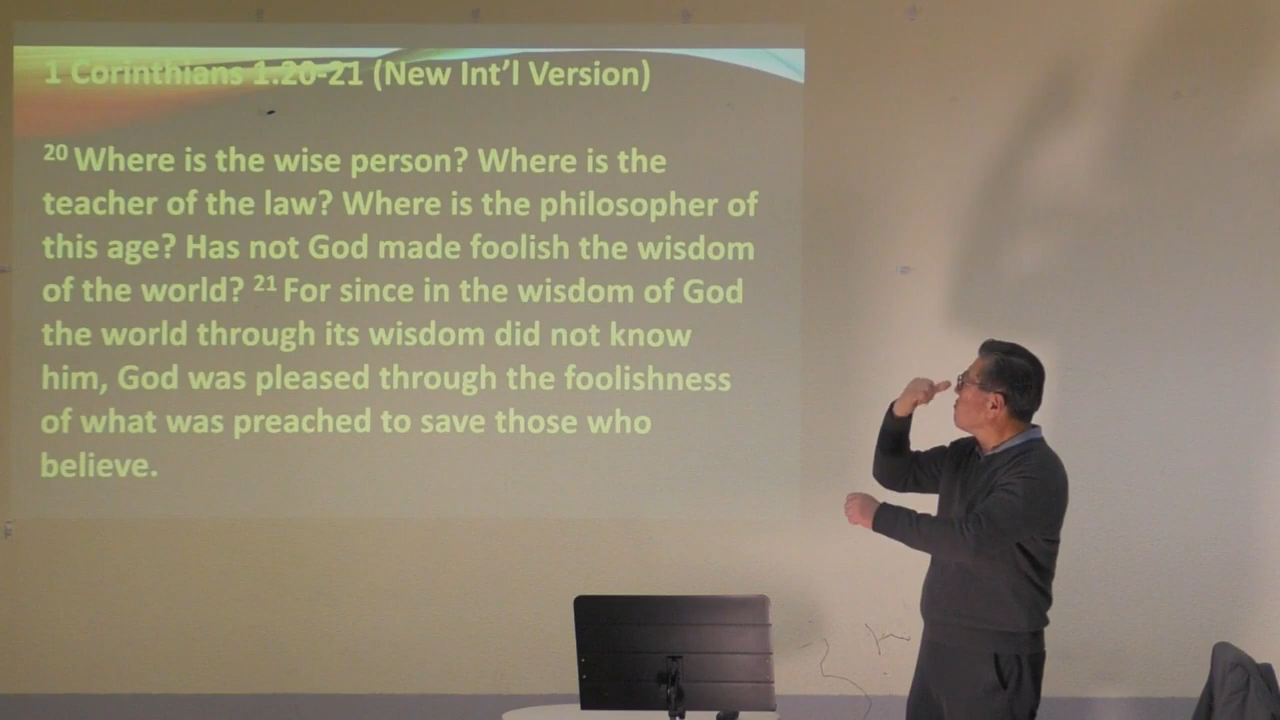 1 Corinthians 1.20-21 (New Int'l Version)
20 Where is the wise person? Where is the
teacher of the law? Where is the philosopher of
this age? Has not God made foolish the wisdom
of the world? 21 For since in the wisdom of God
the world through its wisdom did not know
him, God was pleased through the foolishness
of what was preached to save those who
believe.